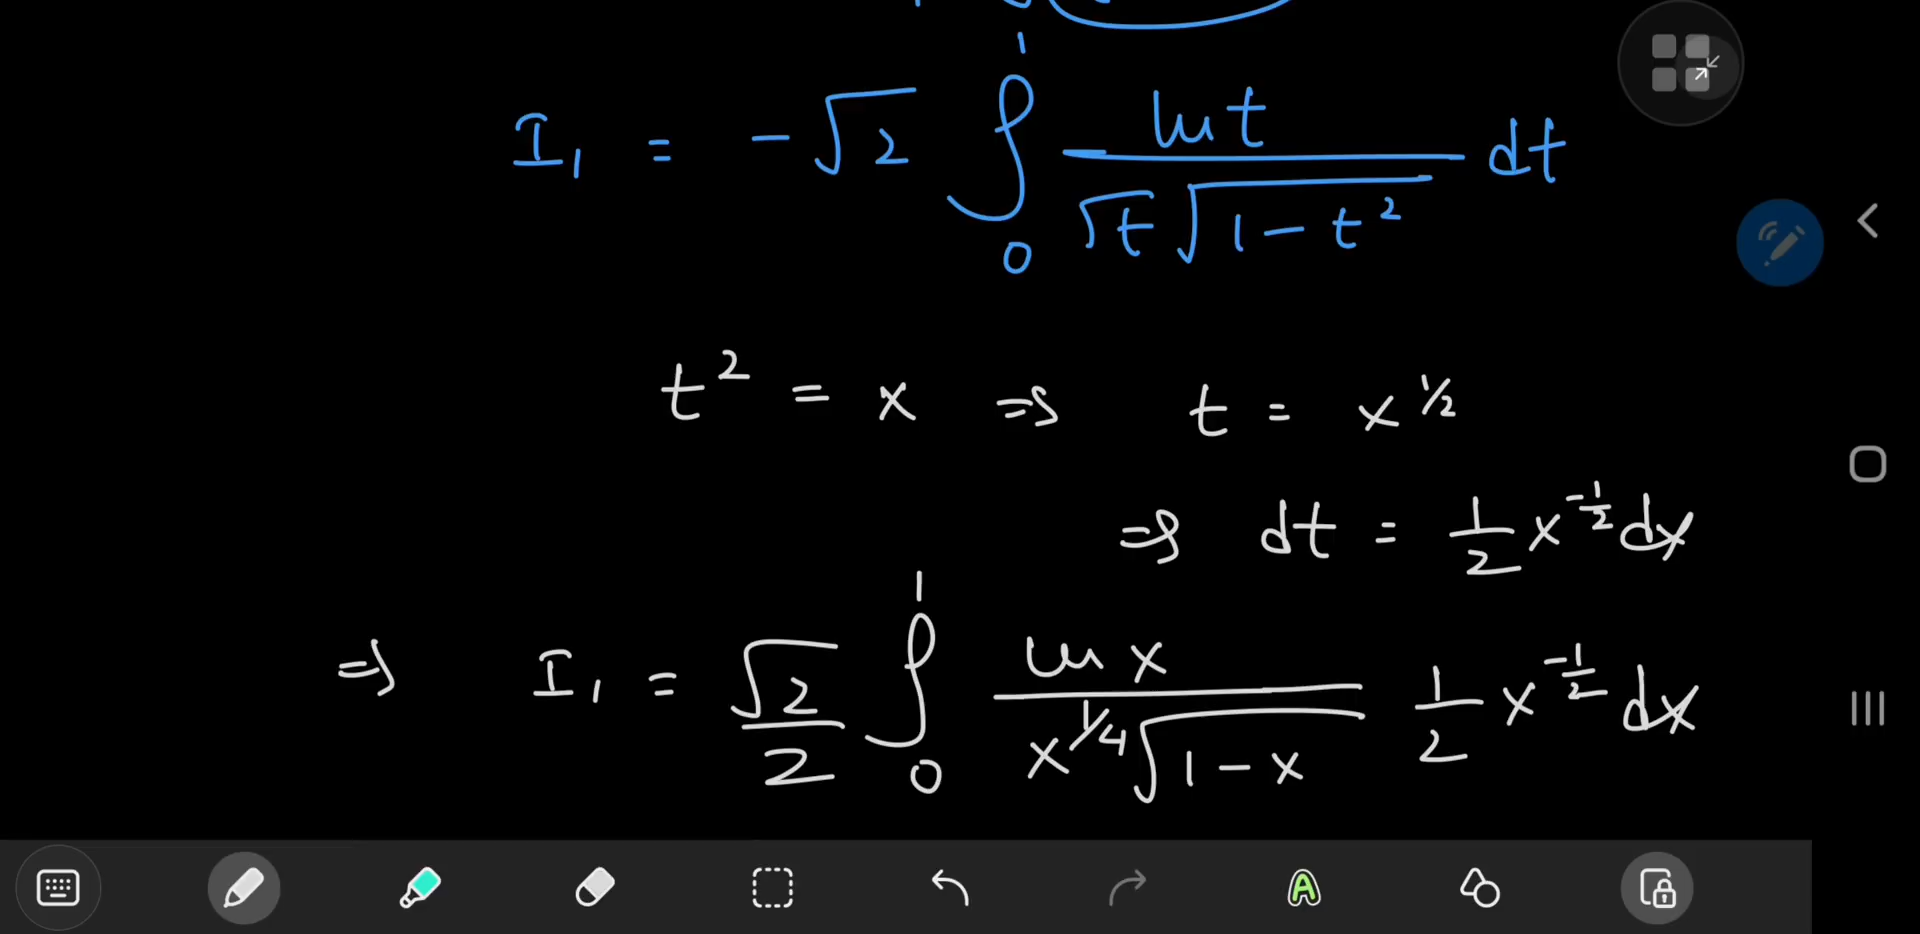 I₁ = -√2 ∫₀¹ ln t / (√t √(1 - t²)) dt
t² = x ⇒ t = x^(1/2)
⇒ dt = 1/2 x^(-1/2) dx
⇒ I₁ = √2/2 ∫₀¹ ln x / (x^(1/4) √(1 - x)) 1/2 x^(-1/2) dx
A